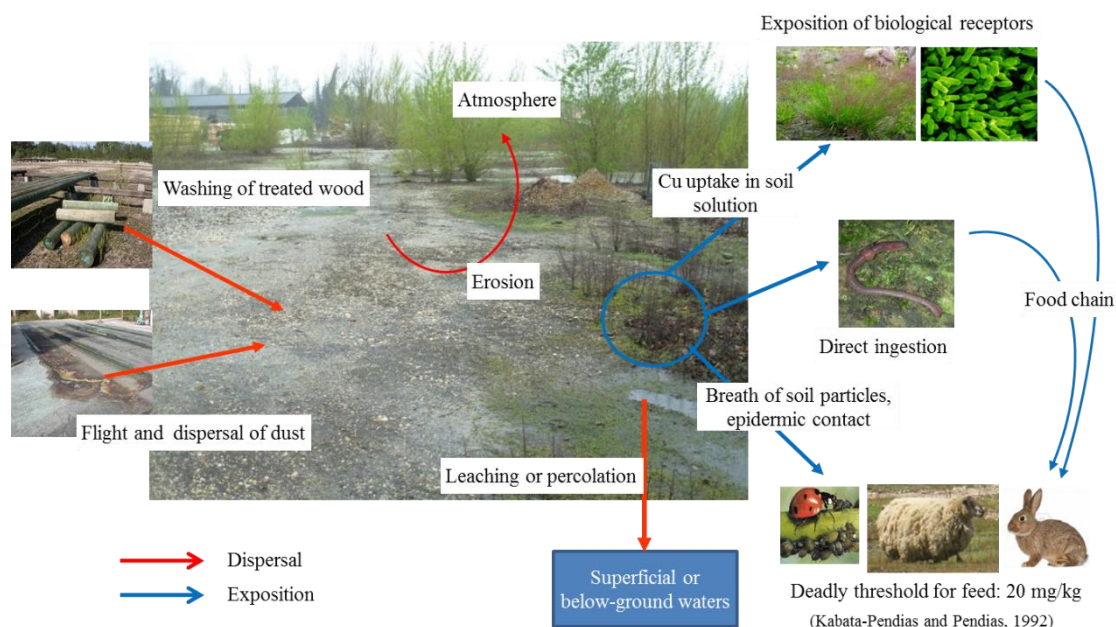 Exposition of biological receptors
Atmosphere
Washing of treated wood
Cu uptake in soil
solution
Erosion
Food chain
Direct ingestion
Breath of soil particles,
epidermic contact
Flight and dispersal of dust
Leaching or percolation
Dispersal
Exposition
Superficial or
below-ground waters
Deadly threshold for feed: 20 mg/kg
(Kabata-Pendias and Pendias, 1992)